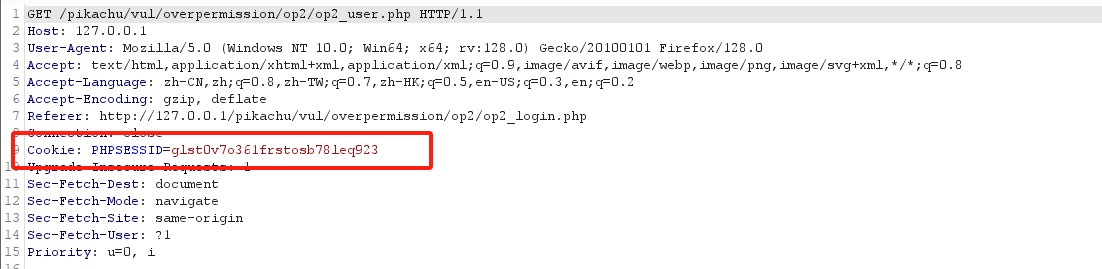 1 GET /pikachu/vul/overpermission/op2/op2_user.php HTTP/1.1
2 Host: 127.0.0.1
3 User-Agent: Mozilla/5.0 (Windows NT 10.0; Win64; x64; rv:128.0) Gecko/20100101 Firefox/128.0
4 Accept: text/html,application/xhtml+xml,application/xml;q=0.9,image/avif,image/webp,image/png,image/svg+xml,*/*;q=0.8
5 Accept-Language: zh-CN,zh;q=0.8,zh-TW;q=0.7,zh-HK;q=0.5,en-US;q=0.3,en;q=0.2
6 Accept-Encoding: gzip, deflate
7 Referer: http://127.0.0.1/pikachu/vul/overpermission/op2/op2_login.php
8 Connection: close
9 Cookie: PHPSESSID=glst0v7o361frstosb78leq923
10 Upgrade-Insecure-Requests: 1
11 Sec-Fetch-Dest: document
12 Sec-Fetch-Mode: navigate
13 Sec-Fetch-Site: same-origin
14 Sec-Fetch-User: ?1
15 Priority: u=0, i
16